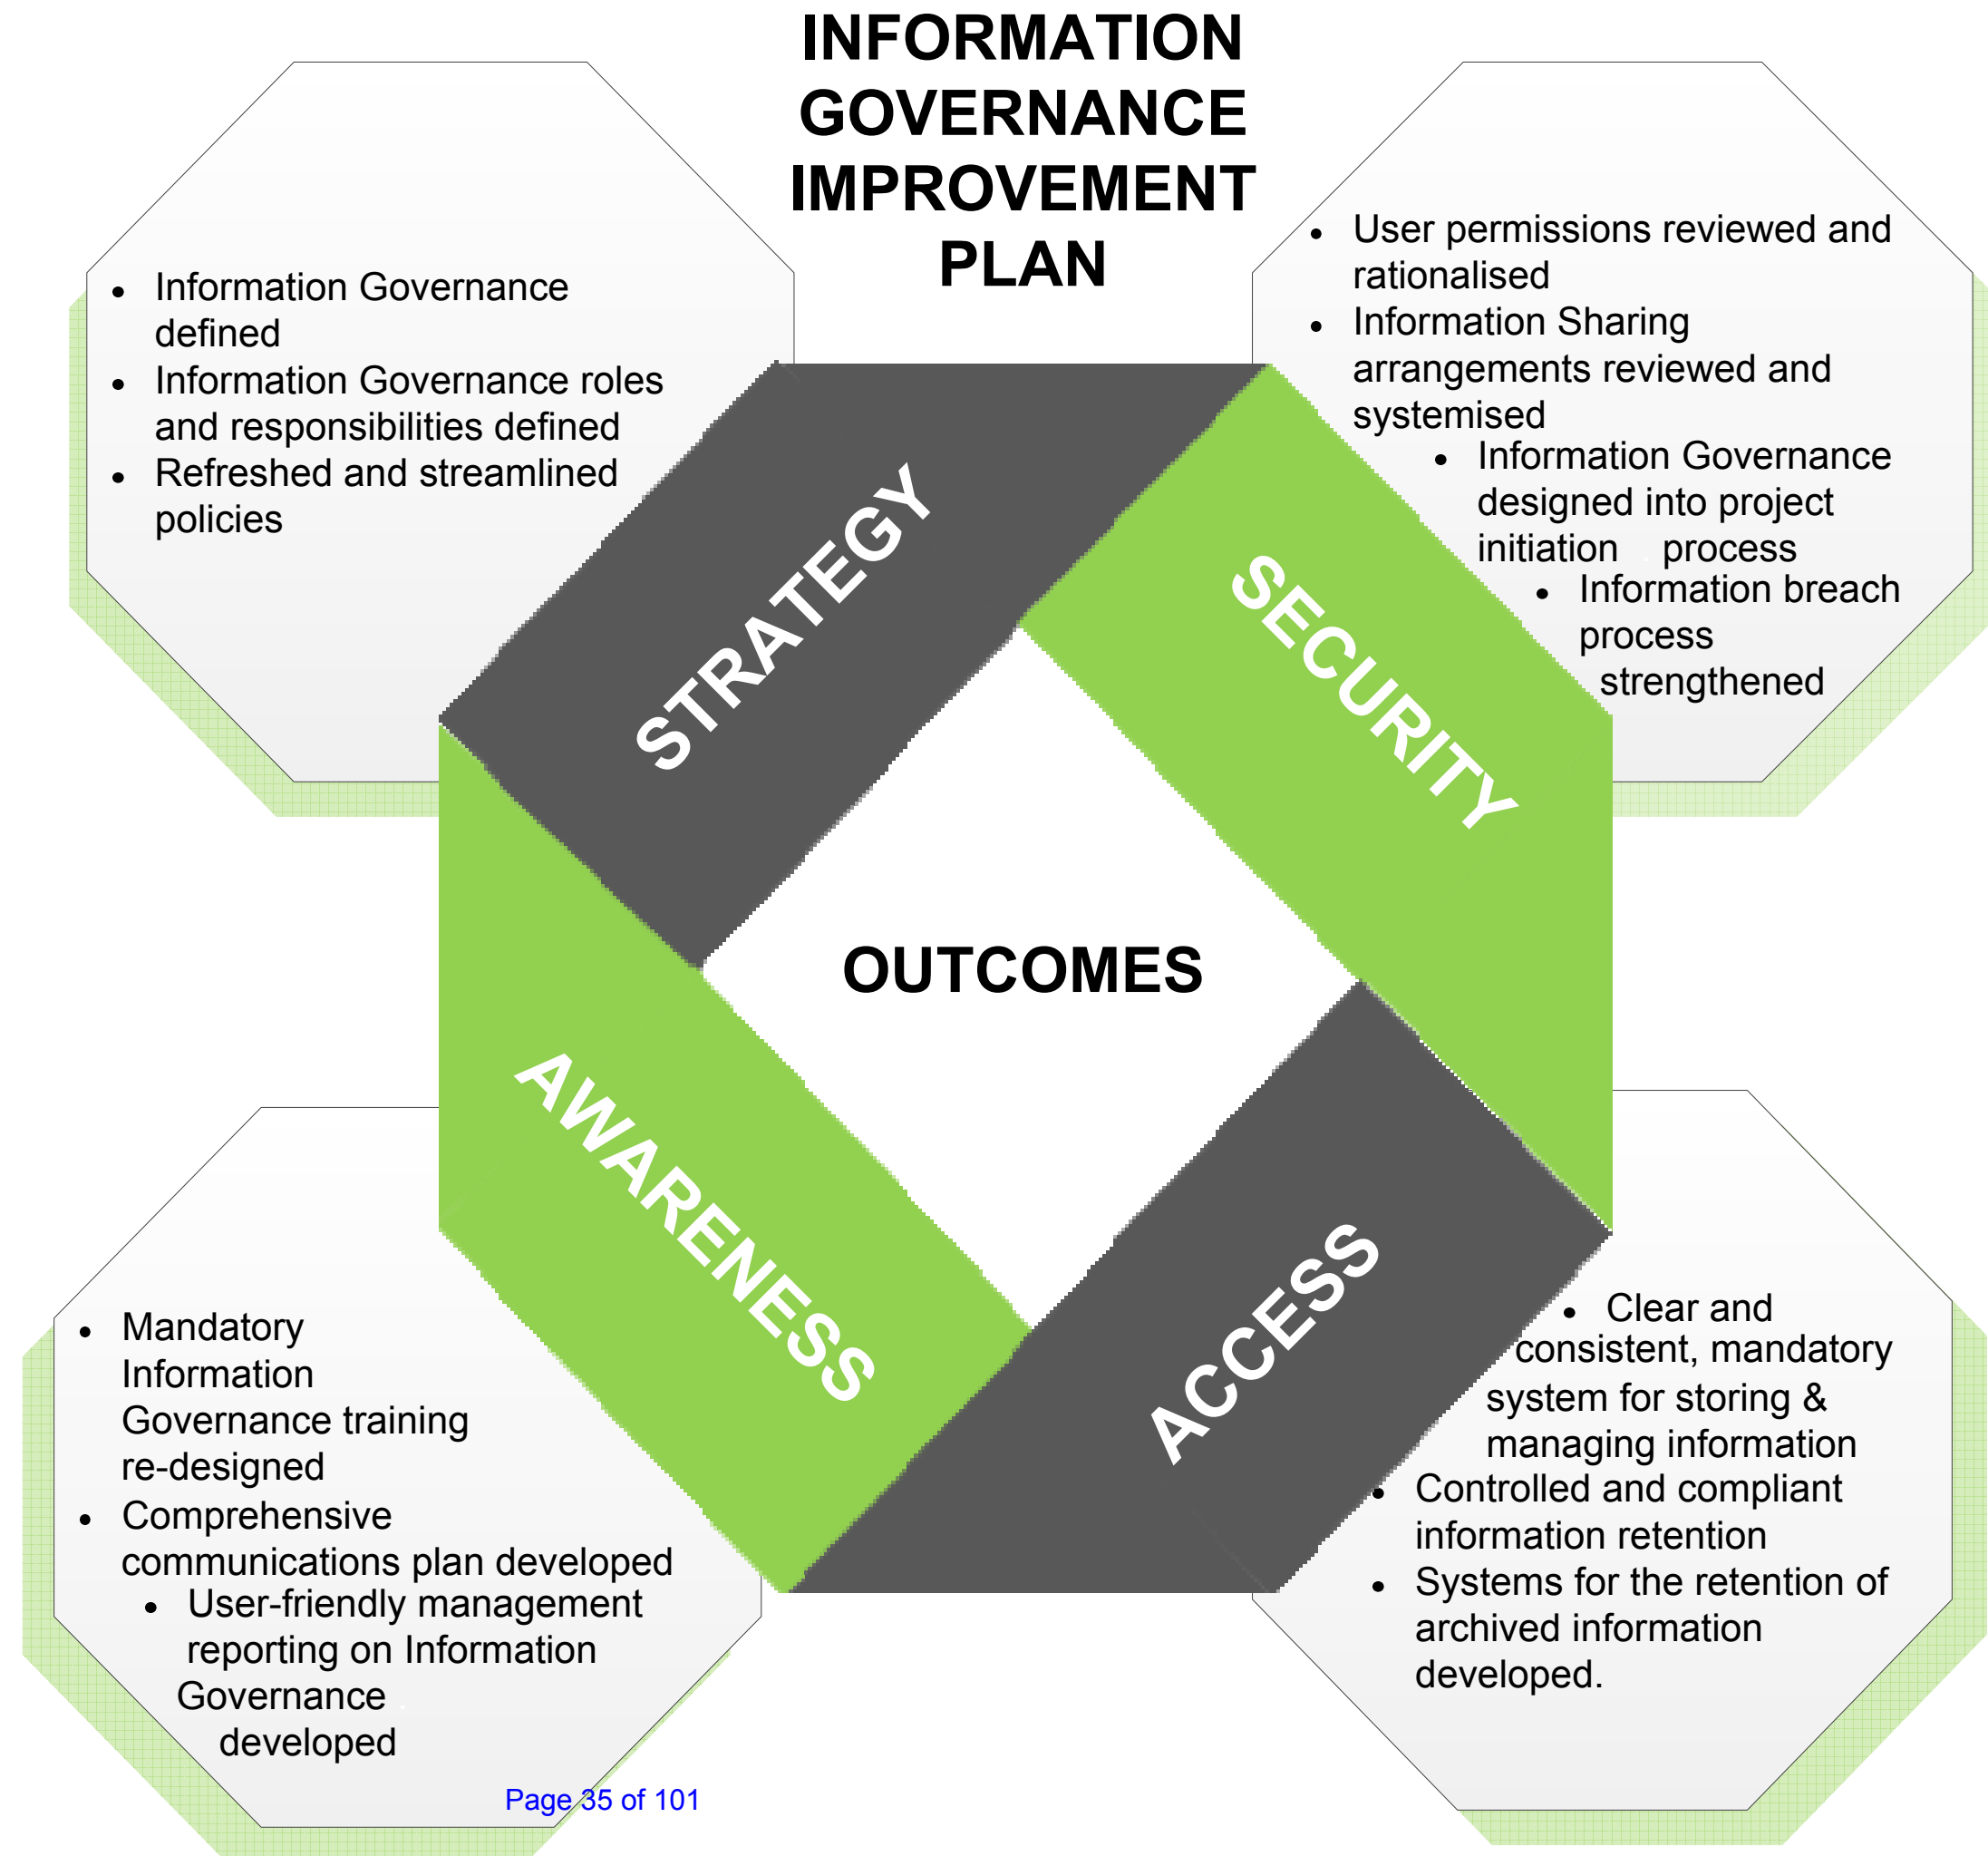 INFORMATION
GOVERNANCE
IMPROVEMENT
PLAN
• Information Governance
defined
• Information Governance roles
and responsibilities defined
• Refreshed and streamlined
policies
• User permissions reviewed and
rationalised
• Information Sharing
arrangements reviewed and
systemised
• Information Governance
designed into project
initiation process
• Information breach
process
strengthened
STRATEGY
SECURITY
OUTCOMES
AWARENESS
ACCESS
• Mandatory
Information
Governance training
re-designed
• Comprehensive
communications plan developed
• User-friendly management
reporting on Information
Governance
developed
• Clear and
consistent, mandatory
system for storing &
managing information
• Controlled and compliant
information retention
• Systems for the retention of
archived information
developed.
Page 35 of 101